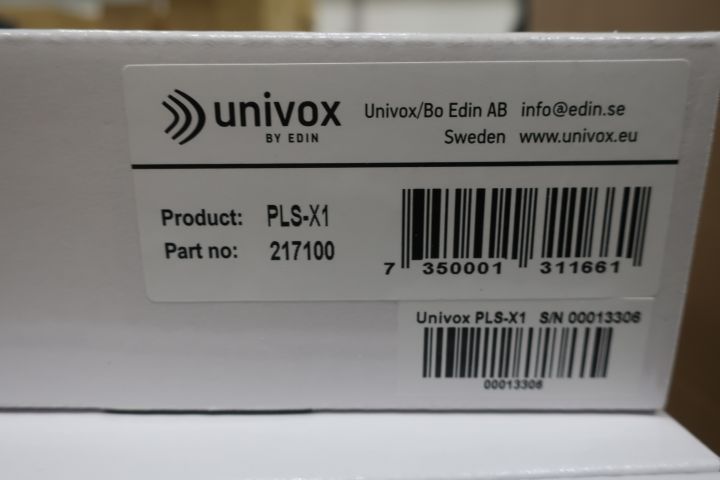 univox
BY EDIN
Univox/Bo Edin AB info@edin.se
Sweden www.univox.eu
Product: PLS-X1
Part no: 217100
7 350001 311661
Univox PLS-X1 S/N 00013306
00013306